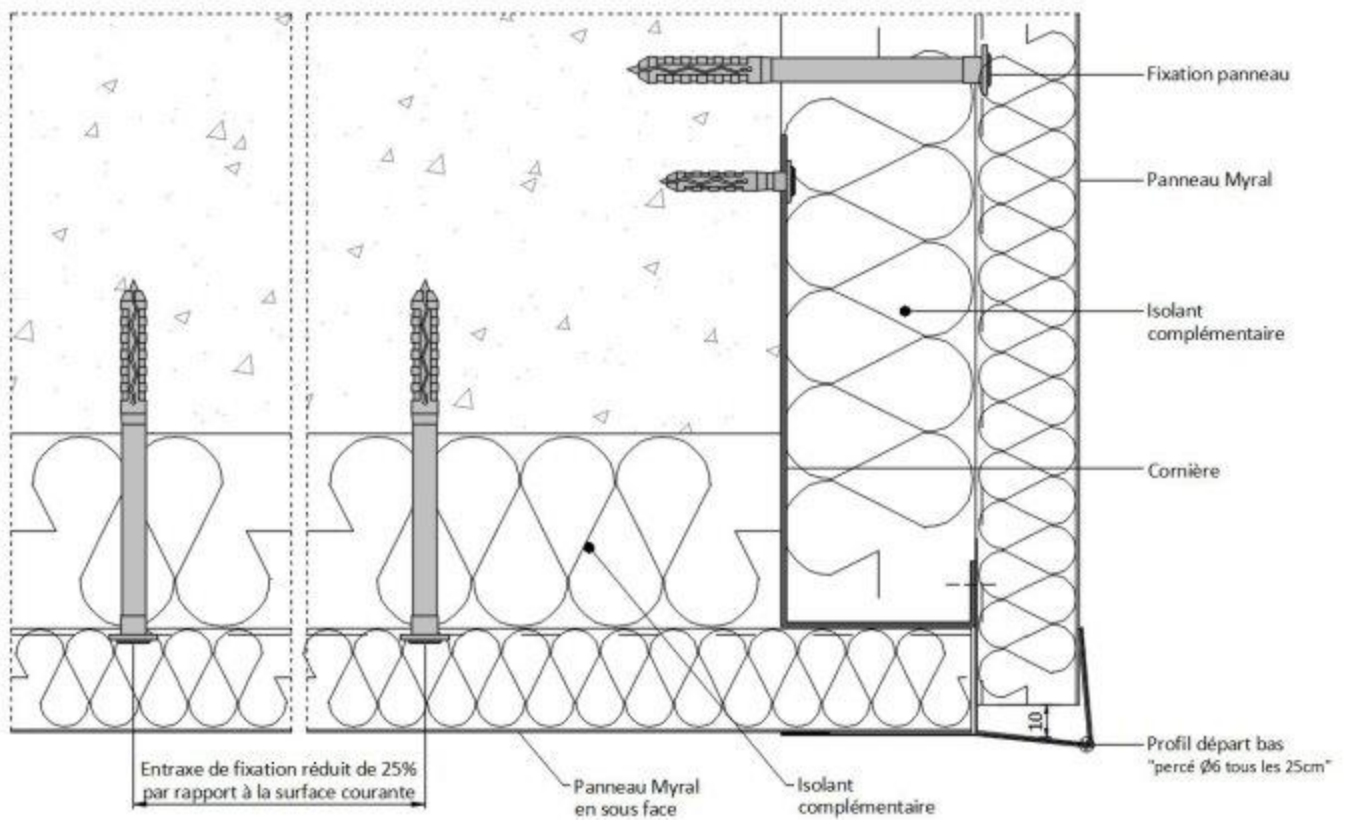 Fixation panneau
Panneau Myral
Isolant
complémentaire
Cornière
10
Profil départ bas
"percé Ø6 tous les 25cm"
Entraxe de fixation réduit de 25%
par rapport à la surface courante
Panneau Myral
en sous face
Isolant
complémentaire